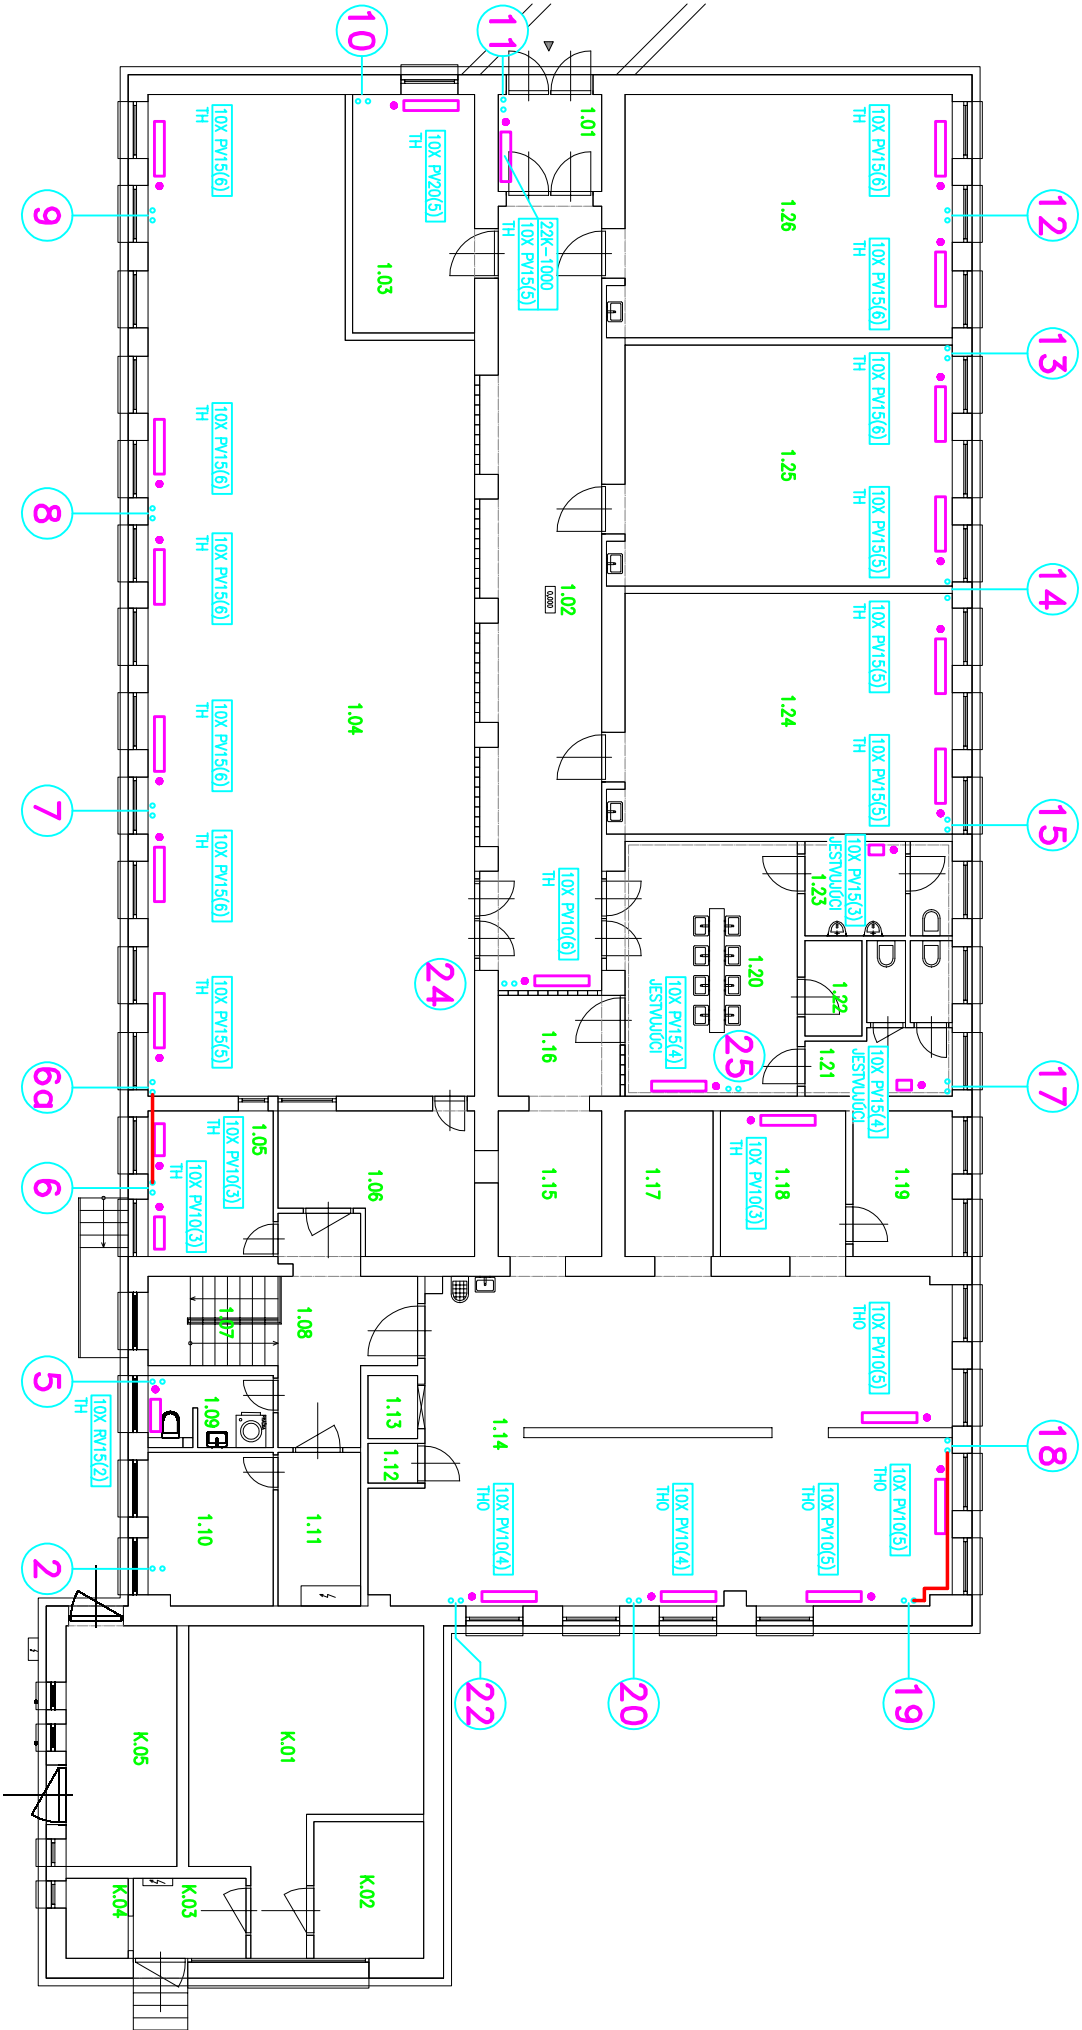 10
11
1.01
10X PV15(6)
TH
10X PV20(5)
TH
10X PV15(6)
TH
9
12
1.26
22K-1000
10X PV15(5)
TH
10X PV15(6)
TH
1.03
13
10X PV15(6)
TH
1.25
10X PV15(6)
TH
10X PV15(5)
TH
8
14
10X PV15(6)
TH
1.02
0,000
10X PV15(5)
TH
1.04
1.24
10X PV15(6)
TH
10X PV15(5)
TH
7
15
10X PV15(6)
TH
10X PV15(3)
1.23
10X PV10(6)
TH
24
1.20
1.22
10X PV15(4)
10X PV15(5)
TH
1.16
25
1.21
10X PV15(4)
6a
17
1.05
10X PV10(3)
TH
10X PV10(3)
TH
6
1.06
1.15
1.17
1.18
10X PV10(3)
TH
1.19
1.07
1.08
10X PV10(5)
THO
5
10X RV15(2)
TH
1.09
1.13
1.14
1.12
18
10X PV10(5)
THO
10X PV10(4)
THO
10X PV10(4)
THO
10X PV10(5)
THO
1.10
1.11
2
22
20
19
K.05
K.01
K.02
K.03
K.04